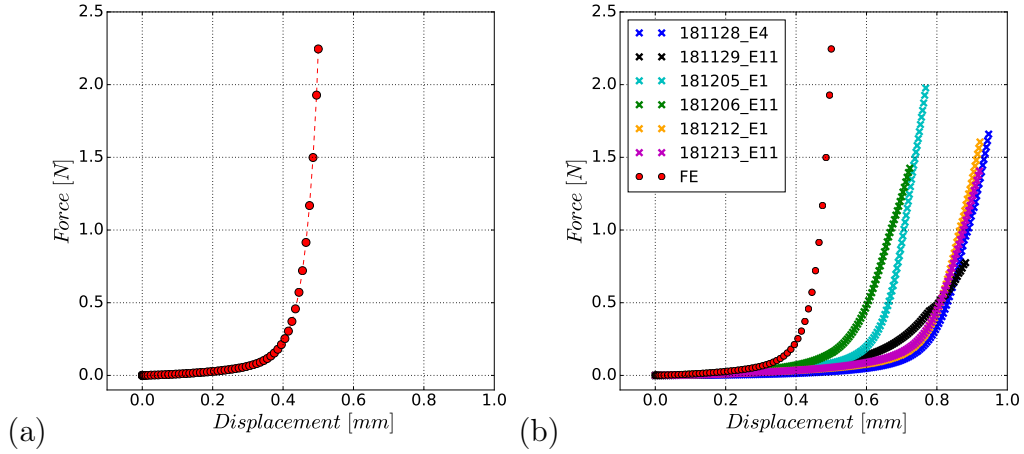 2.5
2.0
1.5
1.0
0.5
0.0
Force [N]
0.0 0.2 0.4 0.6 0.8 1.0
Displacement [mm]
(a)
2.5
2.0
1.5
1.0
0.5
0.0
Force [N]
181128_E4
181129_E11
181205_E1
181206_E11
181212_E1
181213_E11
FE
0.0 0.2 0.4 0.6 0.8 1.0
Displacement [mm]
(b)